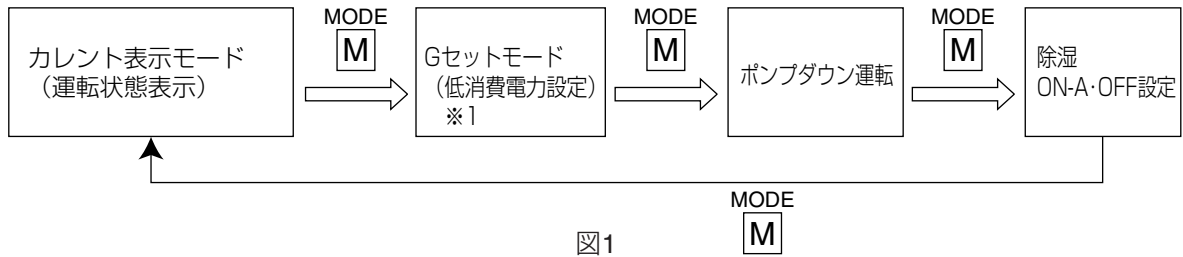 MODE
M
MODE
M
MODE
M
カレント表示モード
（運転状態表示）
Gセットモード
（低消費電力設定）
※1
ポンプダウン運転
除湿
ON-A･OFF設定
MODE
M
図1